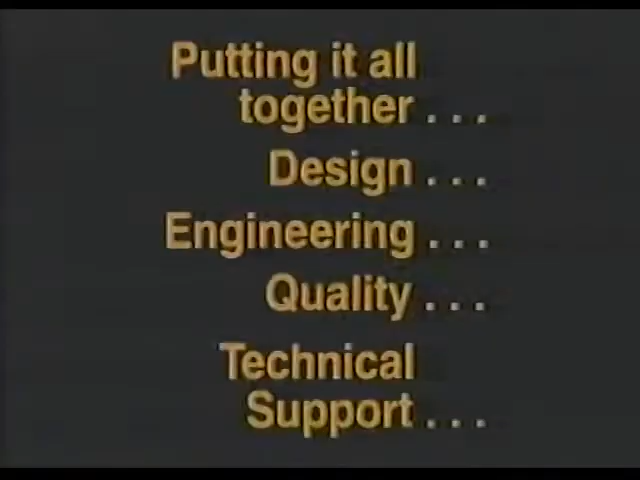 Putting it all
together . . .
Design . . .
Engineering . . .
Quality . . .
Technical
Support . . .